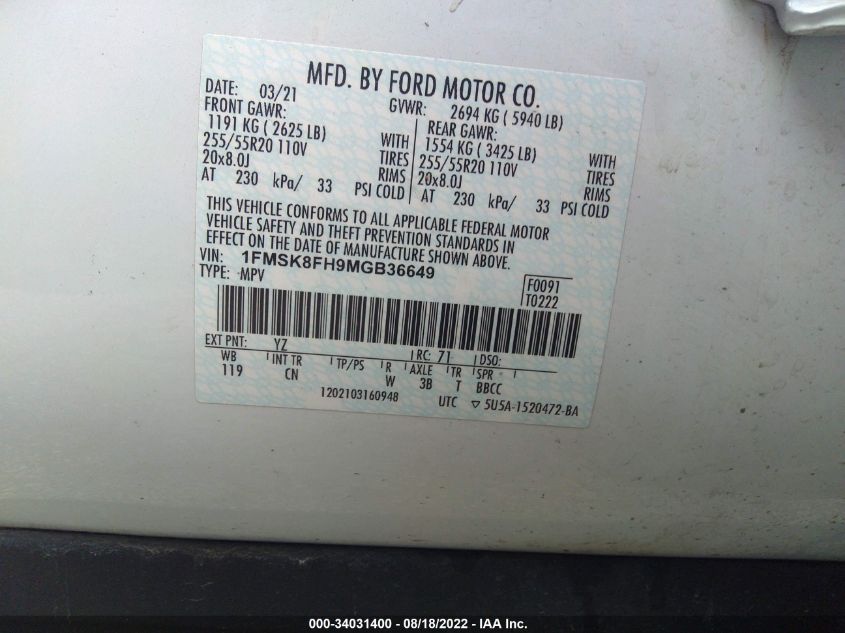 MFD. BY FORD MOTOR CO.
DATE: 03/21 GVWR: 2694 KG ( 5940 LB)
FRONT GAWR: REAR GAWR:
1191 KG ( 2625 LB) WITH 1554 KG ( 3425 LB) WITH
255/55R20 110V TIRES 255/55R20 110V TIRES
20x8.0J RIMS 20x8.0J RIMS
AT 230 kPa/ 33 PSI COLD AT 230 kPa/ 33 PSI COLD
THIS VEHICLE CONFORMS TO ALL APPLICABLE FEDERAL MOTOR
VEHICLE SAFETY AND THEFT PREVENTION STANDARDS IN
EFFECT ON THE DATE OF MANUFACTURE SHOWN ABOVE.
VIN: 1FMSK8FH9MGB36649
TYPE: MPV
F0091
T0222
EXT PNT: YZ RC: 71 DSO:
WB INT TR TP/PS R AXLE TR SPR
119 CN W 3B T BBCC
1202103160948 UTC ▽ 5U5A-1520472-BA
000-34031400 - 08/18/2022 - IAA Inc.